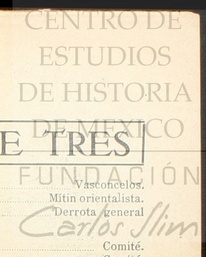 CENTRO DE
ESTUDIOS
DE HISTORIA
DE MEXICO
E TRES
FUNDACIÓN
Vasconcelos.
Mitin orientalista.
Derrota general
Carlos Slim
Comité.